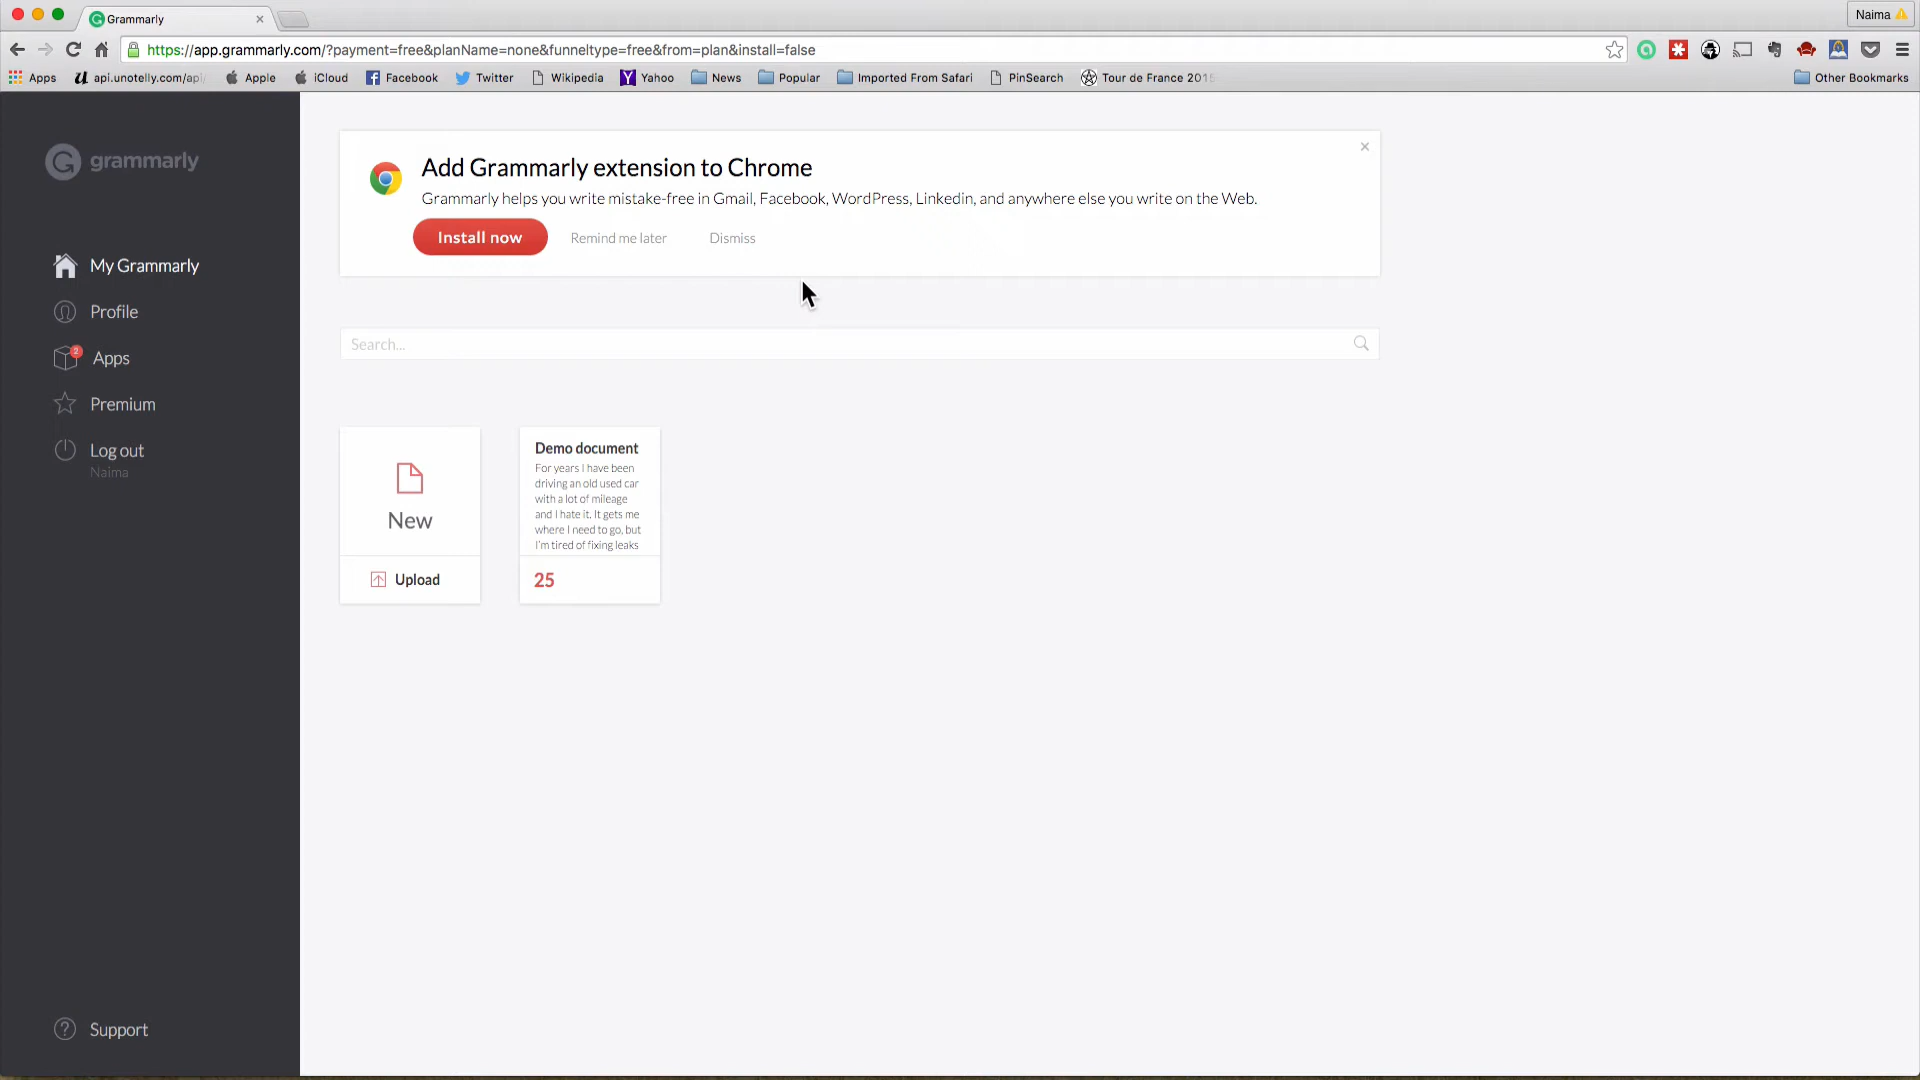 Grammarly
Naima
https://app.grammarly.com/?payment=free&planName=none&funneltype=free&from=plan&install=false
Apps
api.unotelly.com/api/
Apple
iCloud
Facebook
Twitter
Wikipedia
Yahoo
News
Popular
Imported From Safari
PinSearch
Tour de France 2015
Other Bookmarks
grammarly
My Grammarly
Profile
2
Apps
Premium
Log out
Naima
Support
Add Grammarly extension to Chrome
Grammarly helps you write mistake-free in Gmail, Facebook, WordPress, Linkedin, and anywhere else you write on the Web.
Install now
Remind me later
Dismiss
Search...
New
Upload
Demo document
For years I have been
driving an old used car
with a lot of mileage
and I hate it. It gets me
where I need to go, but
I'm tired of fixing leaks
25